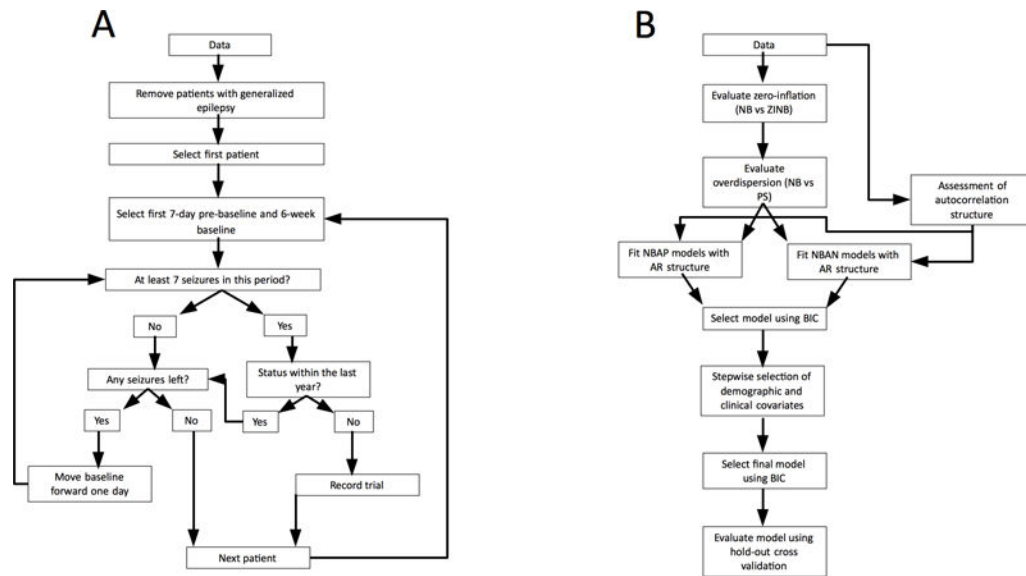 A
Data
Remove patients with generalized
epilepsy
Select first patient
Select first 7-day pre-baseline and 6-week
baseline
At least 7 seizures in this period?
No
Yes
Any seizures left?
Status within the last
year?
Yes
No
Yes
No
Move baseline
forward one day
Record trial
Next patient
B
Data
Evaluate zero-inflation
(NB vs ZINB)
Evaluate
overdispersion (NB vs
PS)
Assessment of
autocorrelation
structure
Fit NBAP models with
AR structure
Fit NBAN models with
AR structure
Select model using BIC
Stepwise selection of
demographic and
clinical covariates
Select final model
using BIC
Evaluate model using
hold-out cross
validation